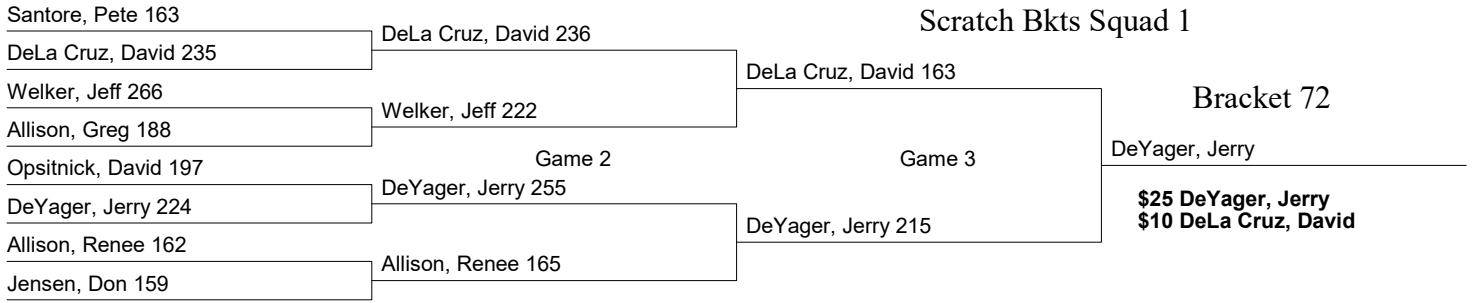 Santore, Pete 163
DeLa Cruz, David 235
Welker, Jeff 266
Allison, Greg 188
Opsitnick, David 197
DeYager, Jerry 224
Allison, Renee 162
Jensen, Don 159
DeLa Cruz, David 236
Welker, Jeff 222
Game 2
DeYager, Jerry 255
Allison, Renee 165
DeLa Cruz, David 163
Game 3
DeYager, Jerry 215
Scratch Bkts Squad 1
Bracket 72
DeYager, Jerry
$25 DeYager, Jerry
$10 DeLa Cruz, David